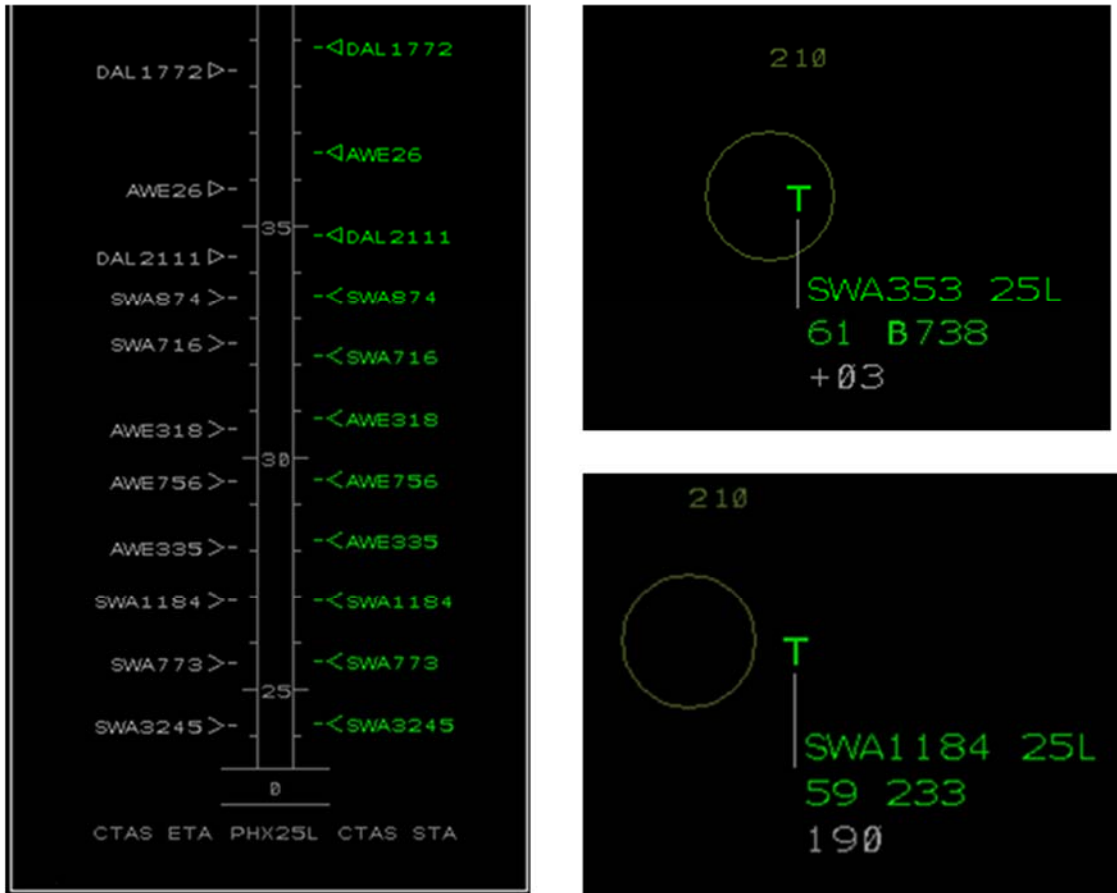 DAL1772 DAL1772
AWE26 AWE26
35
DAL2111 DAL2111
SWA874 SWA874
SWA716 SWA716
AWE318 AWE318
30
AWE756 AWE756
AWE335 AWE335
SWA1184 SWA1184
SWA773 SWA773
25
SWA3245 SWA3245
0
CTAS ETA PHX25L CTAS STA
210
T
SWA353 25L
61 B738
+03
210
T
SWA1184 25L
59 233
190